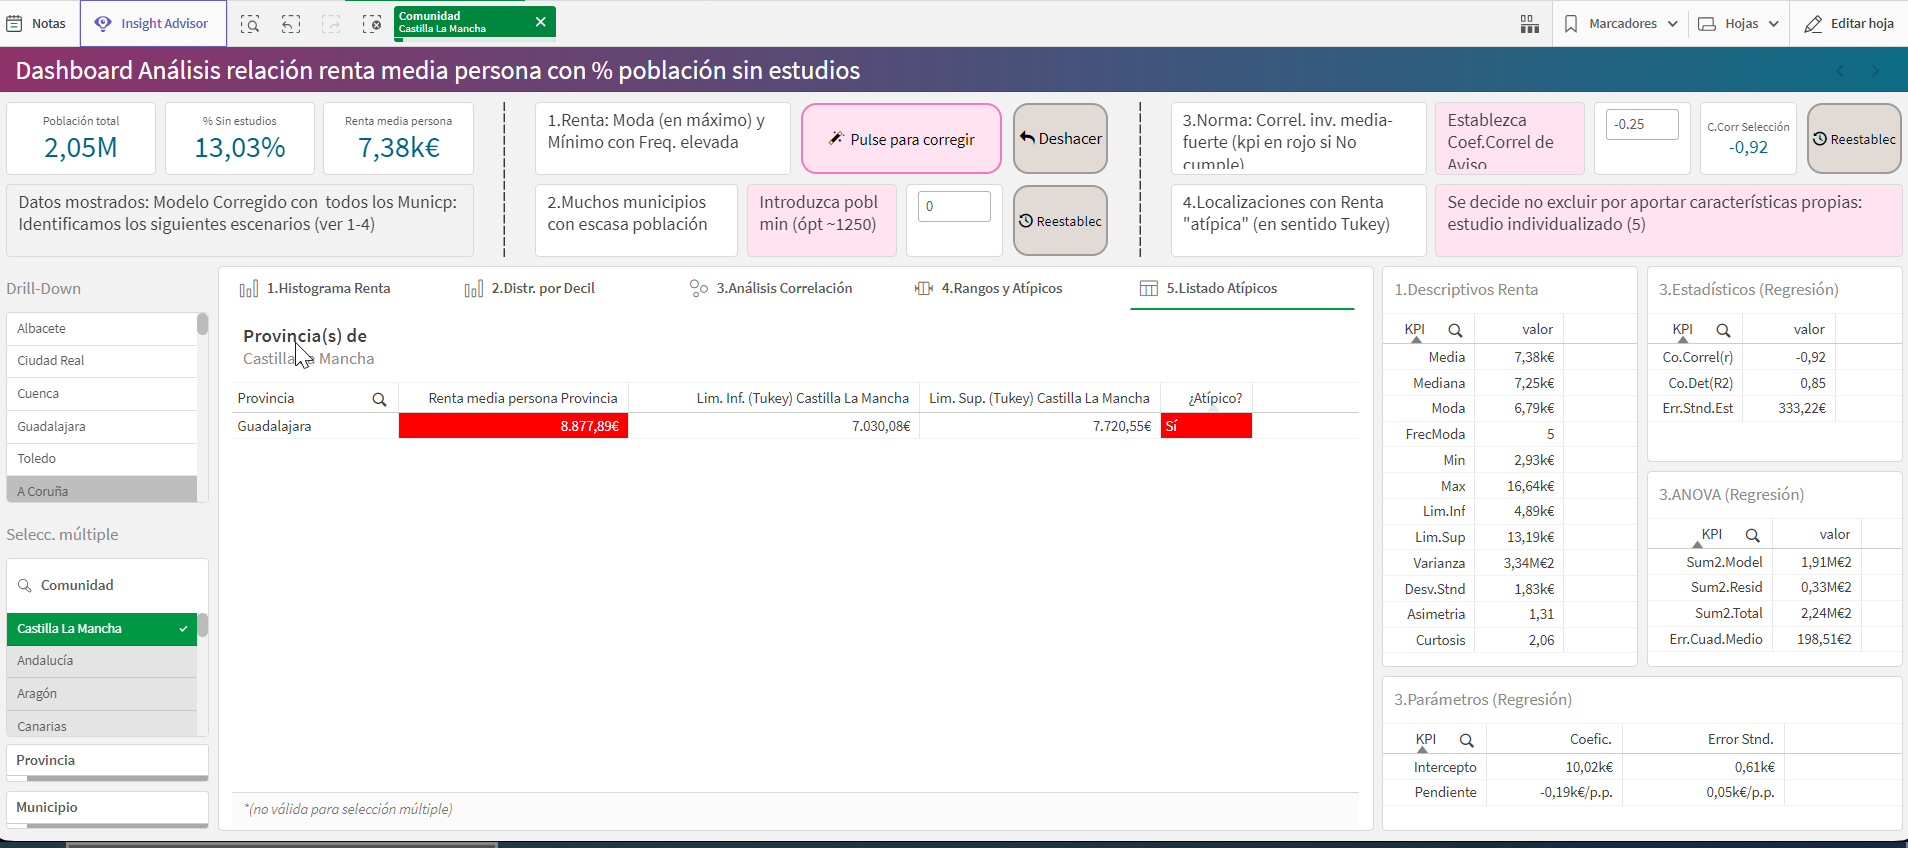 Notas
Insight Advisor
Comunidad
Castilla La Mancha
Marcadores
Hojas
Editar hoja
Dashboard Análisis relación renta media persona con % población sin estudios
Población total
2,05M
% Sin estudios
13,03%
Renta media persona
7,38k€
Datos mostrados: Modelo Corregido con todos los Municp:
Identificamos los siguientes escenarios (ver 1-4)
1.Renta: Moda (en máximo) y
Mínimo con Freq. elevada
Pulse para corregir
Deshacer
2.Muchos municipios
con escasa población
Introduzca pobl
min (ópt ~1250)
0
Reestablec
3.Norma: Correl. inv. media-
fuerte (kpi en rojo si No
cumple)
Establezca
Coef.Correl de
Aviso
-0.25
C.Corr Selección
-0,92
Reestablec
4.Localizaciones con Renta
"atípica" (en sentido Tukey)
Se decide no excluir por aportar características propias:
estudio individualizado (5)
Drill-Down
Albacete
Ciudad Real
Cuenca
Guadalajara
Toledo
A Coruña
Selecc. múltiple
Comunidad
Castilla La Mancha
Andalucía
Aragón
Canarias
Provincia
Municipio
1.Histograma Renta
2.Distr. por Decil
3.Análisis Correlación
4.Rangos y Atípicos
5.Listado Atípicos
Provincia(s) de
Castilla La Mancha
Provincia Renta media persona Provincia Lim. Inf. (Tukey) Castilla La Mancha Lim. Sup. (Tukey) Castilla La Mancha ¿Atípico?
Guadalajara 8.877,89€ 7.030,08€ 7.720,55€ Sí
*(no válida para selección múltiple)
1.Descriptivos Renta
KPI valor
Media 7,38k€
Mediana 7,25k€
Moda 6,79k€
FrecModa 5
Min 2,93k€
Max 16,64k€
Lim.Inf 4,89k€
Lim.Sup 13,19k€
Varianza 3,34M€2
Desv.Stnd 1,83k€
Asimetria 1,31
Curtosis 2,06
3.Estadísticos (Regresión)
KPI valor
Co.Correl(r) -0,92
Co.Det(R2) 0,85
Err.Stnd.Est 333,22€
3.ANOVA (Regresión)
KPI valor
Sum2.Model 1,91M€2
Sum2.Resid 0,33M€2
Sum2.Total 2,24M€2
Err.Cuad.Medio 198,51€2
3.Parámetros (Regresión)
KPI Coefic. Error Stnd.
Intercepto 10,02k€ 0,61k€
Pendiente -0,19k€/p.p. 0,05k€/p.p.